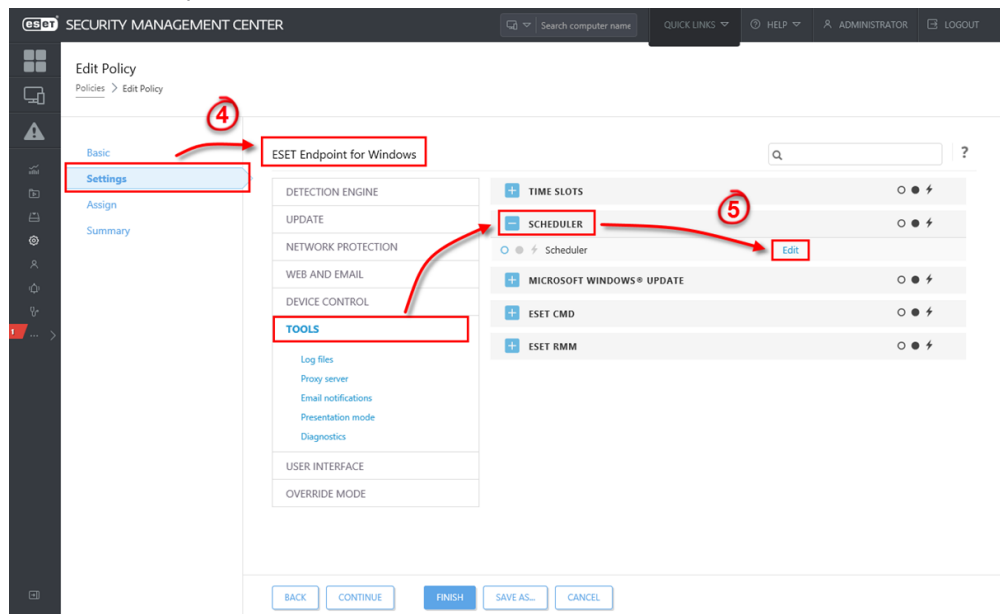 eset SECURITY MANAGEMENT CENTER Search computer name QUICK LINKS HELP ADMINISTRATOR LOGOUT
Edit Policy
Policies > Edit Policy
4
Basic
Settings
Assign
Summary
ESET Endpoint for Windows ?
DETECTION ENGINE
UPDATE
NETWORK PROTECTION
WEB AND EMAIL
DEVICE CONTROL
TOOLS
Log files
Proxy server
Email notifications
Presentation mode
Diagnostics
USER INTERFACE
OVERRIDE MODE
TIME SLOTS
5
SCHEDULER
Scheduler Edit
MICROSOFT WINDOWS® UPDATE
ESET CMD
ESET RMM
BACK CONTINUE FINISH SAVE AS... CANCEL